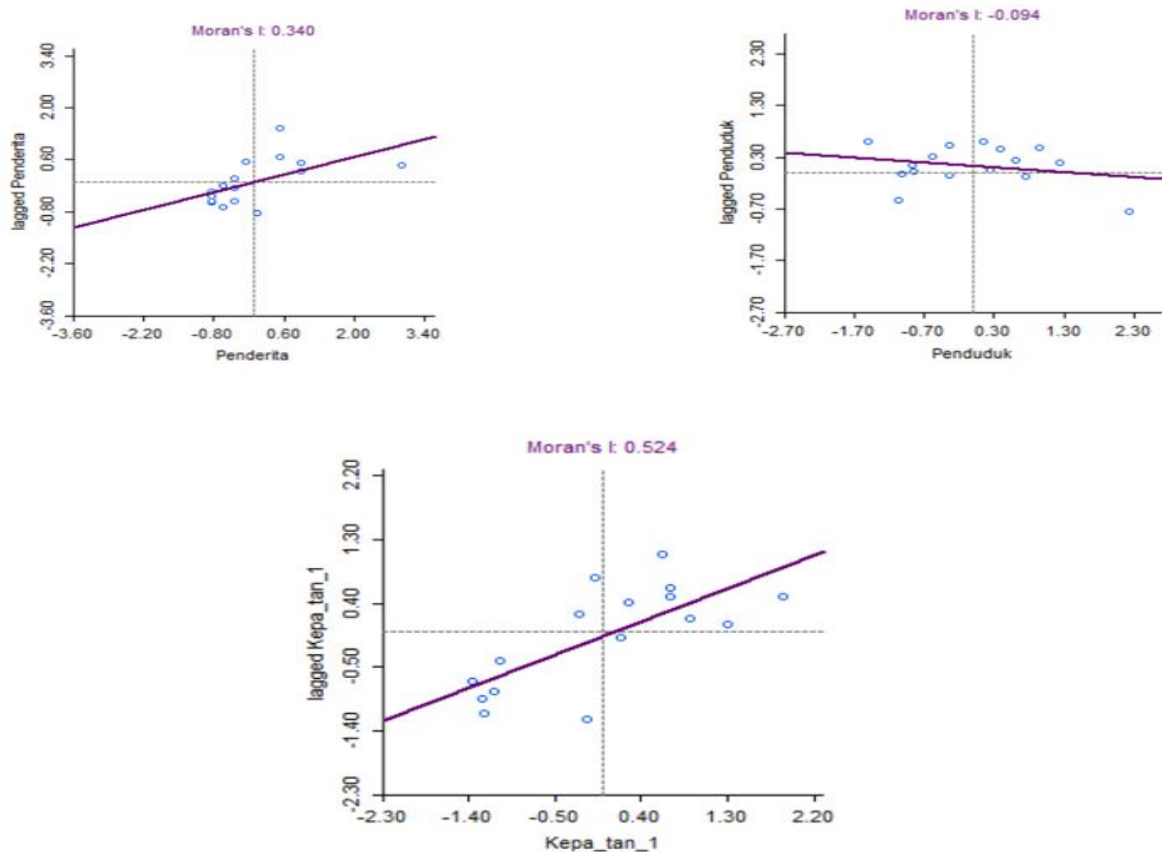 Moran's I: 0.340
3.40
2.00
0.60
-0.80
-2.20
-3.60
lagged Penderita
-3.60 -2.20 -0.80 0.60 2.00 3.40
Penderita
Moran's I: -0.094
2.30
1.30
0.30
-0.70
-1.70
-2.70
lagged Penduduk
-2.70 -1.70 -0.70 0.30 1.30 2.30
Penduduk
Moran's I: 0.524
2.20
1.30
0.40
-0.50
-1.40
-2.30
lagged Kepa_tan_1
-2.30 -1.40 -0.50 0.40 1.30 2.20
Kepa_tan_1